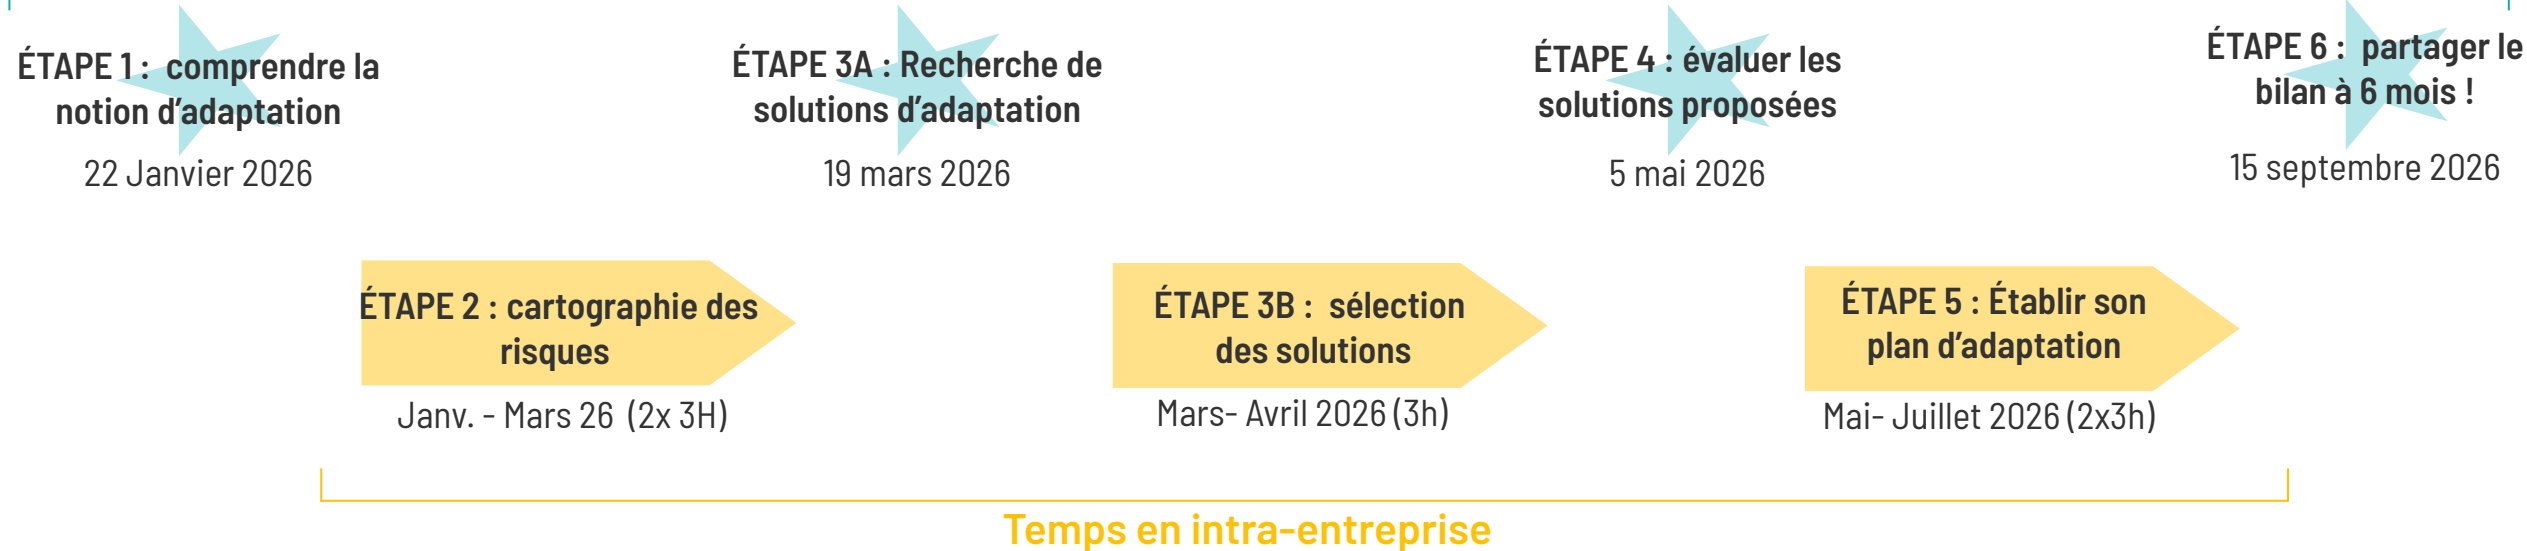 ÉTAPE 1 : comprendre la
notion d'adaptation
22 Janvier 2026
ÉTAPE 3A : Recherche de
solutions d'adaptation
19 mars 2026
ÉTAPE 4 : évaluer les
solutions proposées
5 mai 2026
ÉTAPE 6 : partager le
bilan à 6 mois !
15 septembre 2026
ÉTAPE 2 : cartographie des
risques
Janv. - Mars 26 (2x 3H)
ÉTAPE 3B : sélection
des solutions
Mars- Avril 2026 (3h)
ÉTAPE 5 : Établir son
plan d'adaptation
Mai- Juillet 2026 (2x3h)
Temps en intra-entreprise